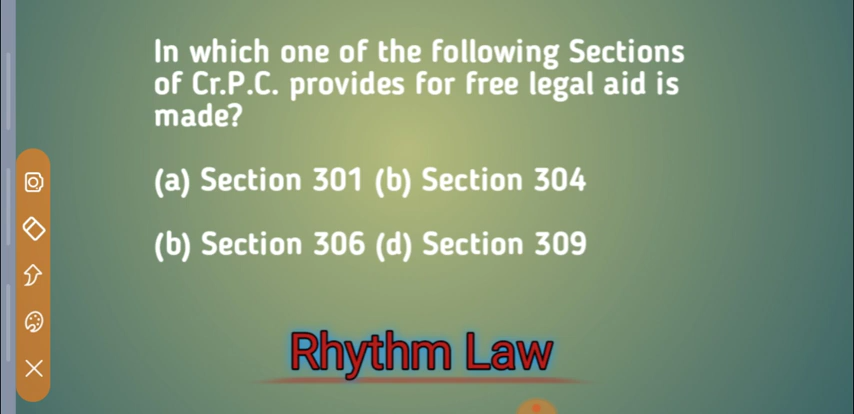 In which one of the following Sections
of Cr.P.C. provides for free legal aid is
made?
(a) Section 301 (b) Section 304
(b) Section 306 (d) Section 309
Rhythm Law